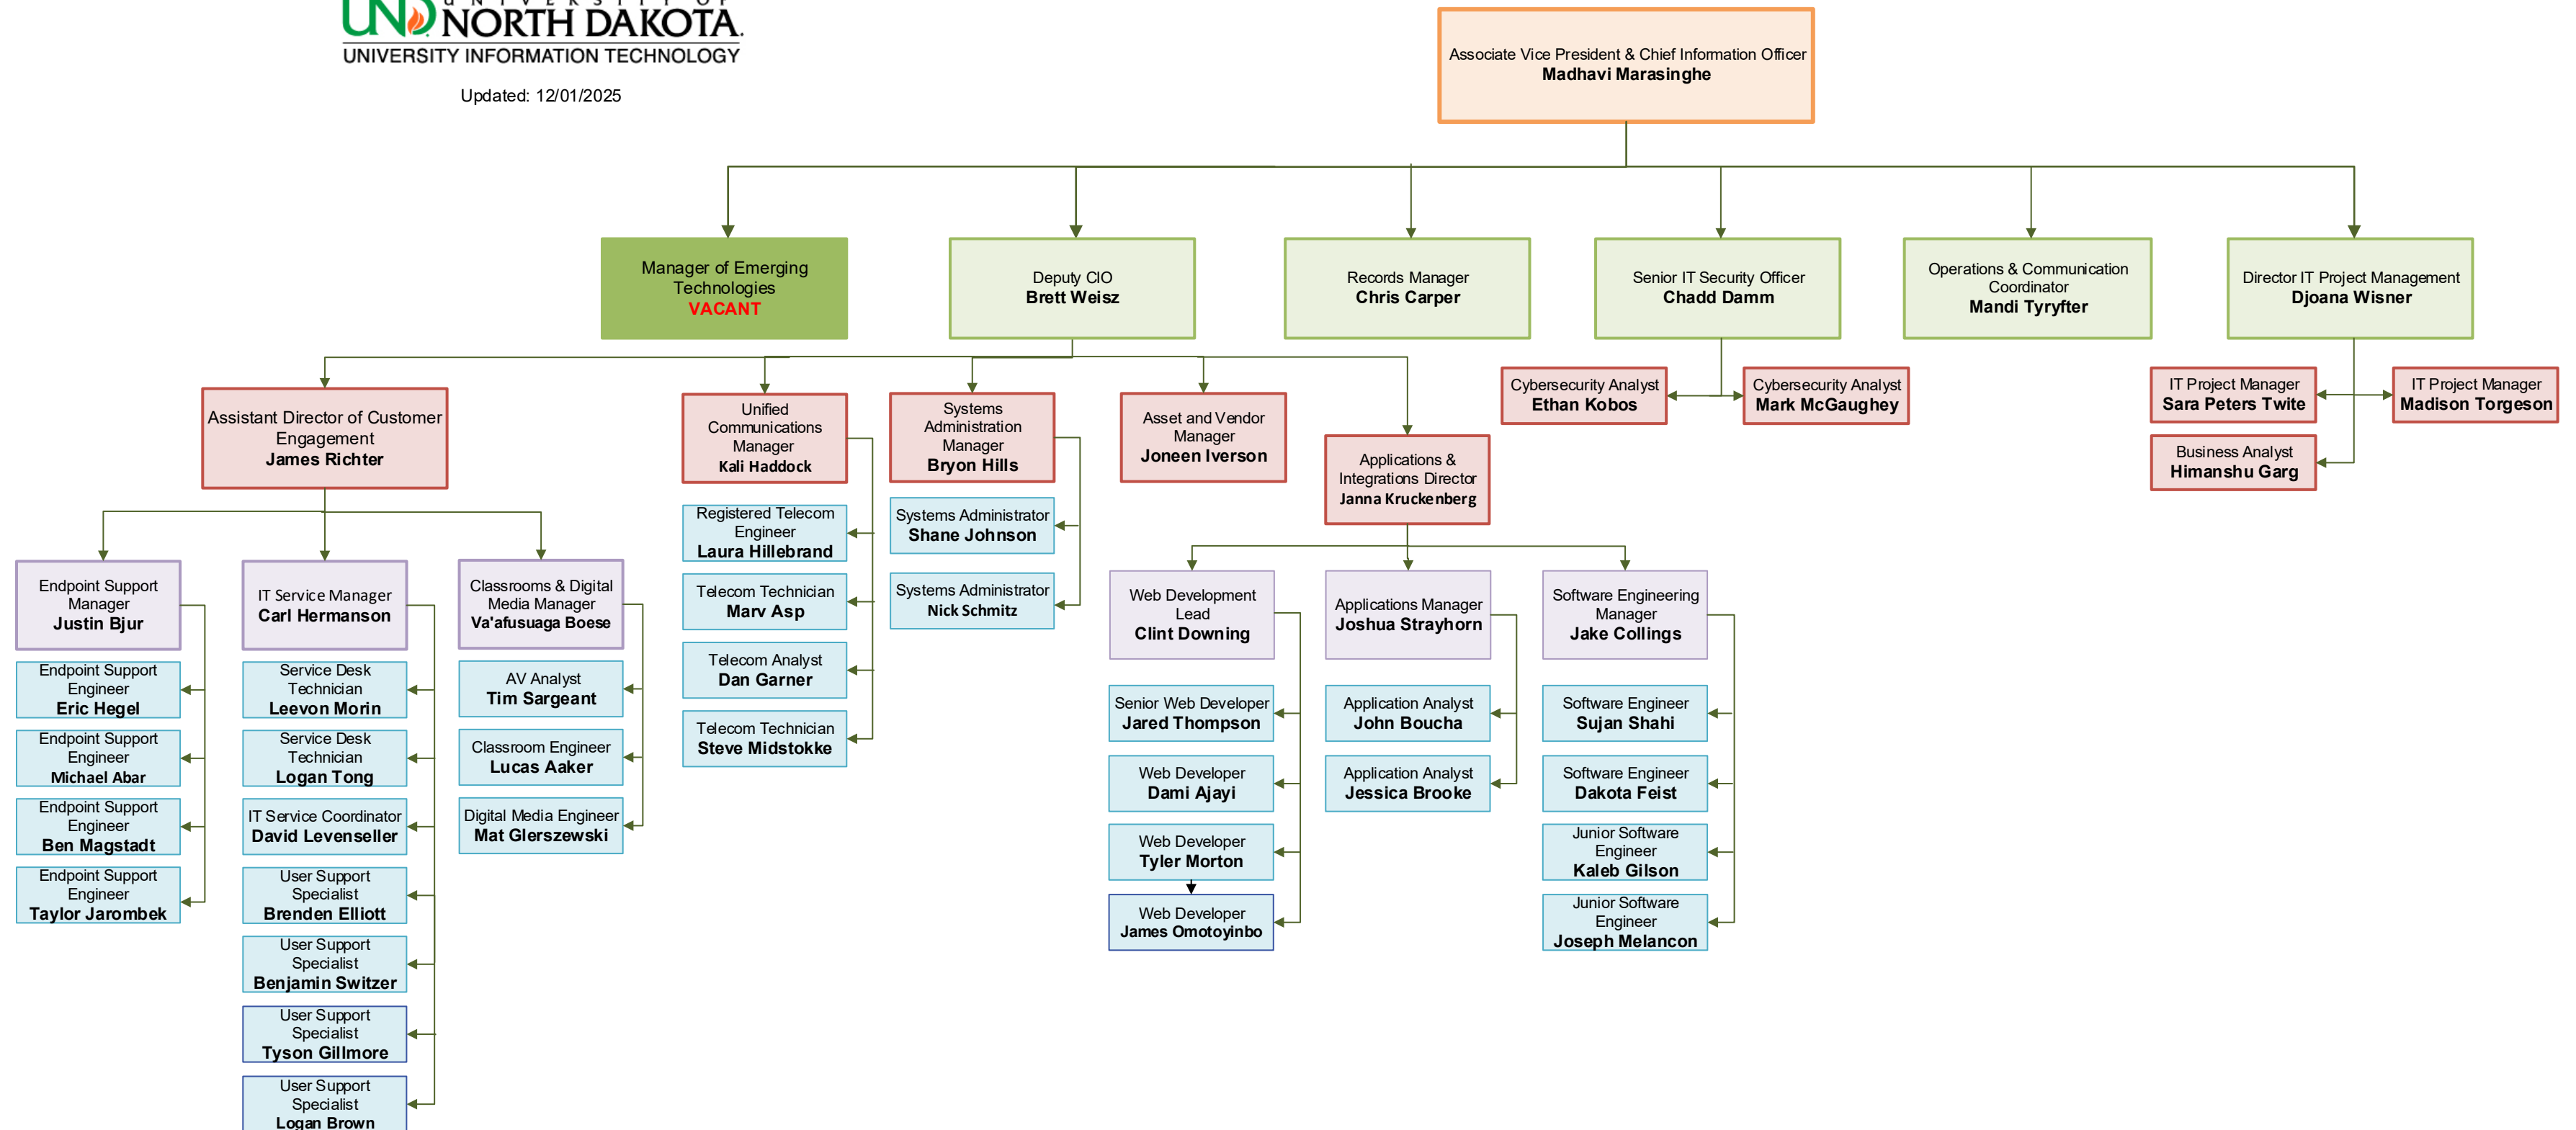 UNIVERSITY OF
UND NORTH DAKOTA.
UNIVERSITY INFORMATION TECHNOLOGY
Updated: 12/01/2025
Associate Vice President & Chief Information Officer
Madhavi Marasinghe
Manager of Emerging
Technologies
VACANT
Deputy CIO
Brett Weisz
Records Manager
Chris Carper
Senior IT Security Officer
Chadd Damm
Operations & Communication
Coordinator
Mandi Tyryfter
Director IT Project Management
Djoana Wisner
Cybersecurity Analyst
Ethan Kobos
Cybersecurity Analyst
Mark McGaughey
IT Project Manager
Sara Peters Twite
IT Project Manager
Madison Torgeson
Business Analyst
Himanshu Garg
Assistant Director of Customer
Engagement
James Richter
Unified
Communications
Manager
Kali Haddock
Systems
Administration
Manager
Bryon Hills
Asset and Vendor
Manager
Joneen Iverson
Applications &
Integrations Director
Janna Kruckenberg
Endpoint Support
Manager
Justin Bjur
Endpoint Support
Engineer
Eric Hegel
Endpoint Support
Engineer
Michael Abar
Endpoint Support
Engineer
Ben Magstadt
Endpoint Support
Engineer
Taylor Jarombek
IT Service Manager
Carl Hermanson
Service Desk
Technician
Leevon Morin
Service Desk
Technician
Logan Tong
IT Service Coordinator
David Levenseller
User Support
Specialist
Brenden Elliott
User Support
Specialist
Benjamin Switzer
User Support
Specialist
Tyson Gillmore
User Support
Specialist
Logan Brown
Classrooms & Digital
Media Manager
Va'afusuaga Boese
AV Analyst
Tim Sargeant
Classroom Engineer
Lucas Aaker
Digital Media Engineer
Mat Glerszewski
Registered Telecom
Engineer
Laura Hillebrand
Telecom Technician
Marv Asp
Telecom Analyst
Dan Garner
Telecom Technician
Steve Midstokke
Systems Administrator
Shane Johnson
Systems Administrator
Nick Schmitz
Web Development
Lead
Clint Downing
Senior Web Developer
Jared Thompson
Web Developer
Dami Ajayi
Web Developer
Tyler Morton
Web Developer
James Omotoyinbo
Applications Manager
Joshua Strayhorn
Application Analyst
John Boucha
Application Analyst
Jessica Brooke
Software Engineering
Manager
Jake Collings
Software Engineer
Sujan Shahi
Software Engineer
Dakota Feist
Junior Software
Engineer
Kaleb Gilson
Junior Software
Engineer
Joseph Melancon